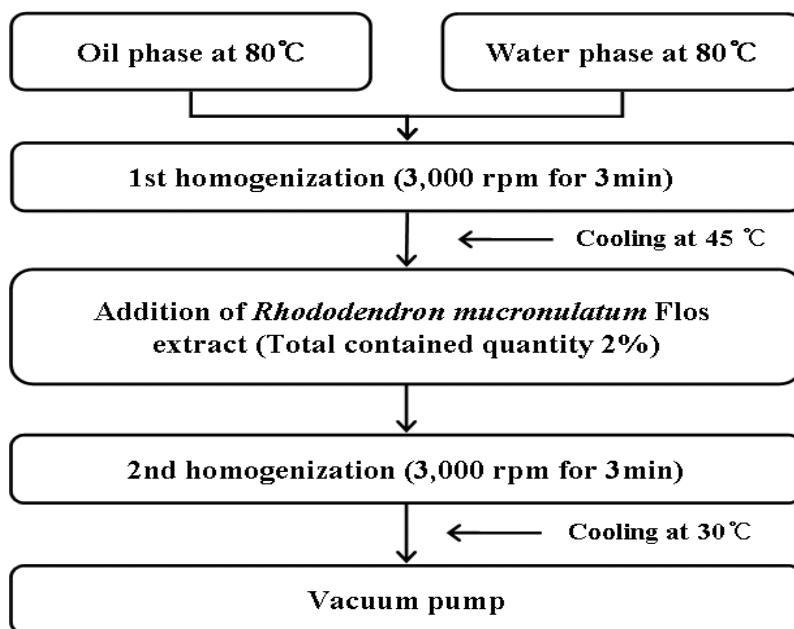 Oil phase at 80℃
Water phase at 80℃
1st homogenization (3,000 rpm for 3min)
Cooling at 45 ℃
Addition of Rhododendron mucronulatum Flos
extract (Total contained quantity 2%)
2nd homogenization (3,000 rpm for 3min)
Cooling at 30℃
Vacuum pump